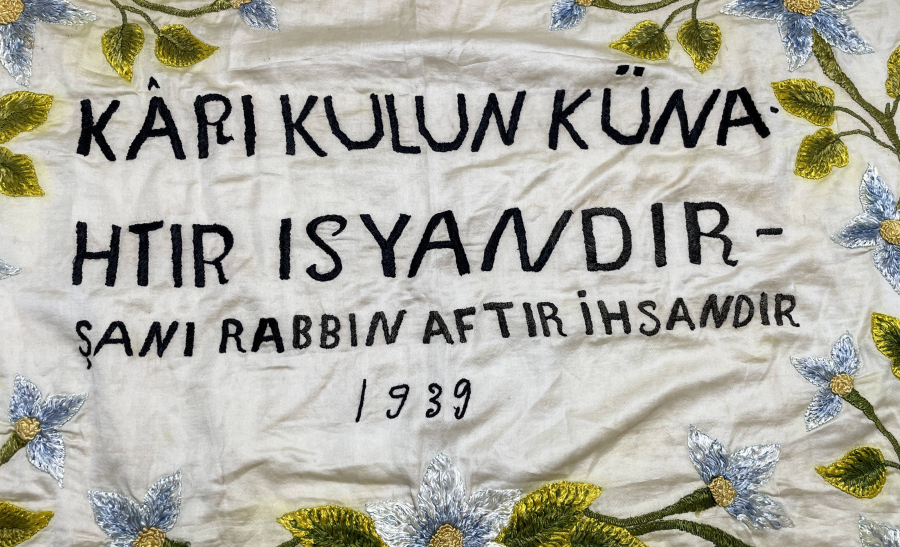 KÂRI KULUN KÜNA-
HTIR ISYANDIR-
ŞANI RABBIN AFTIR İHSANDIR
1939